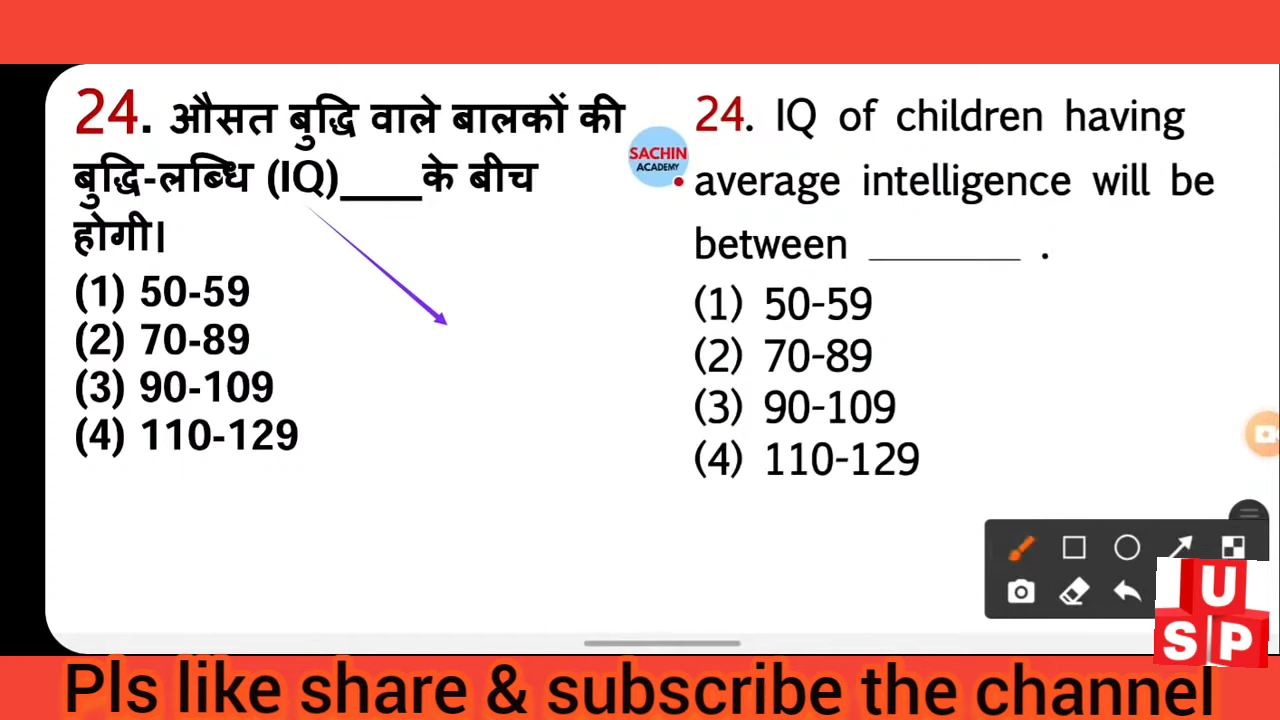 24. औसत बुद्धि वाले बालकों की
बुद्धि-लब्धि (IQ)____के बीच
होगी।
(1) 50-59
(2) 70-89
(3) 90-109
(4) 110-129
SACHIN
ACADEMY
24. IQ of children having
average intelligence will be
between ________ .
(1) 50-59
(2) 70-89
(3) 90-109
(4) 110-129
U
S P
Pls like share & subscribe the channel